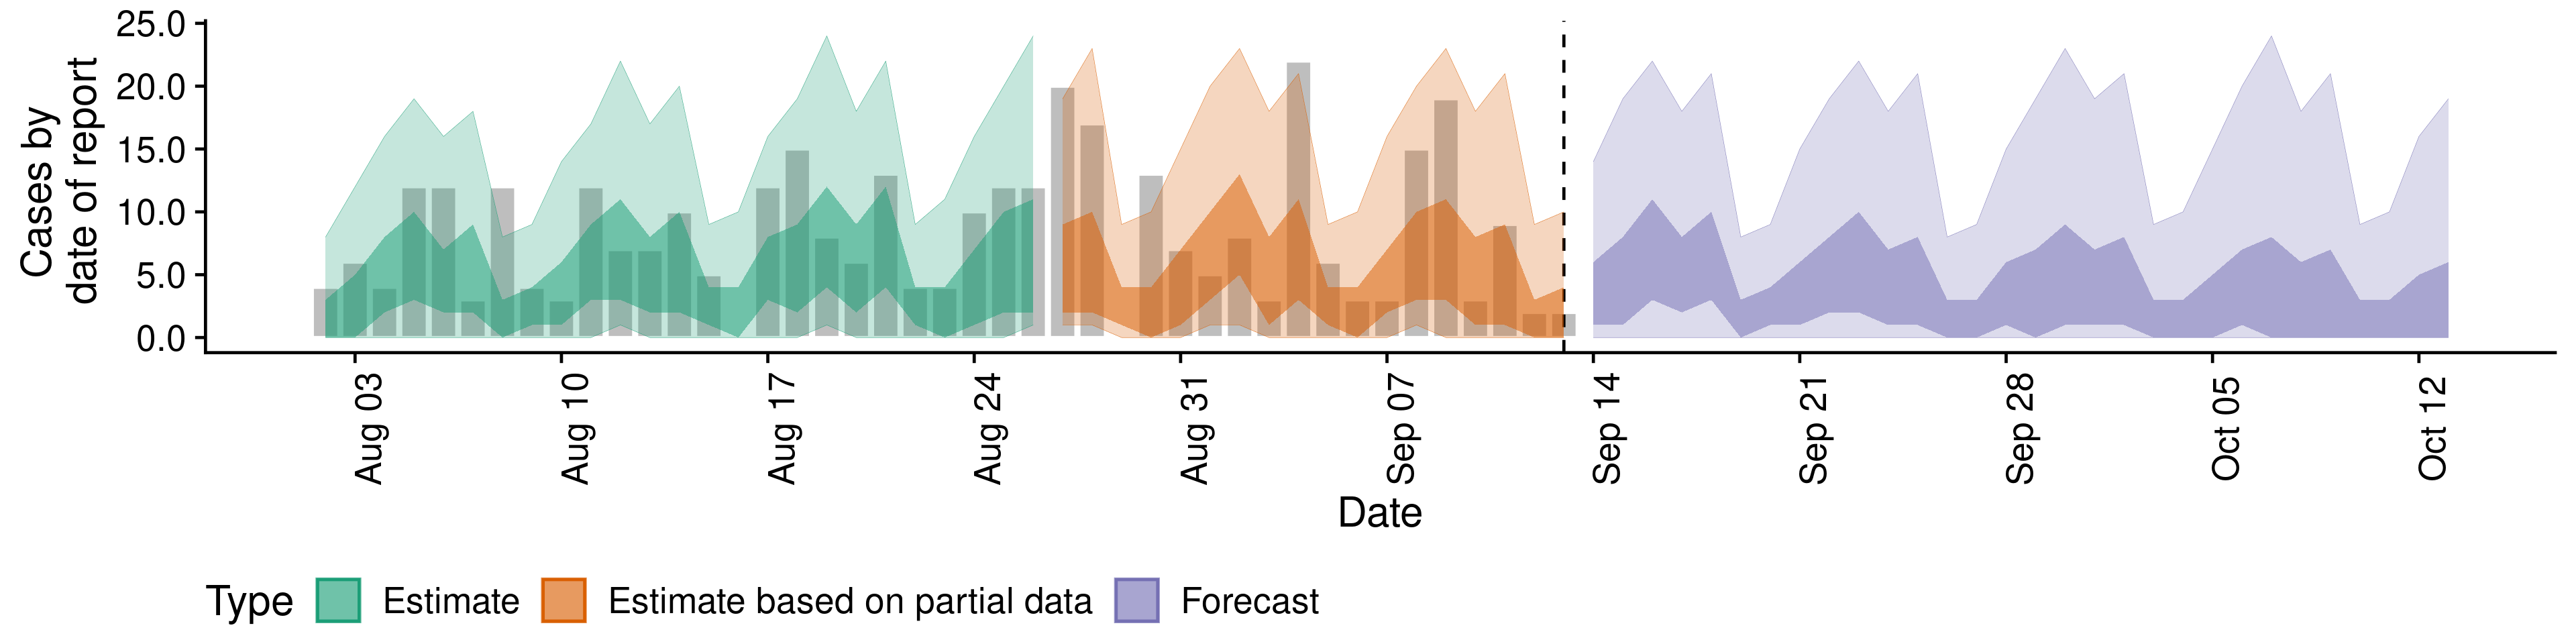 Cases by
date of report
25.0
20.0
15.0
10.0
5.0
0.0
Aug 03
Aug 10
Aug 17
Aug 24
Aug 31
Sep 07
Sep 14
Sep 21
Sep 28
Oct 05
Oct 12
Date
Type Estimate Estimate based on partial data Forecast